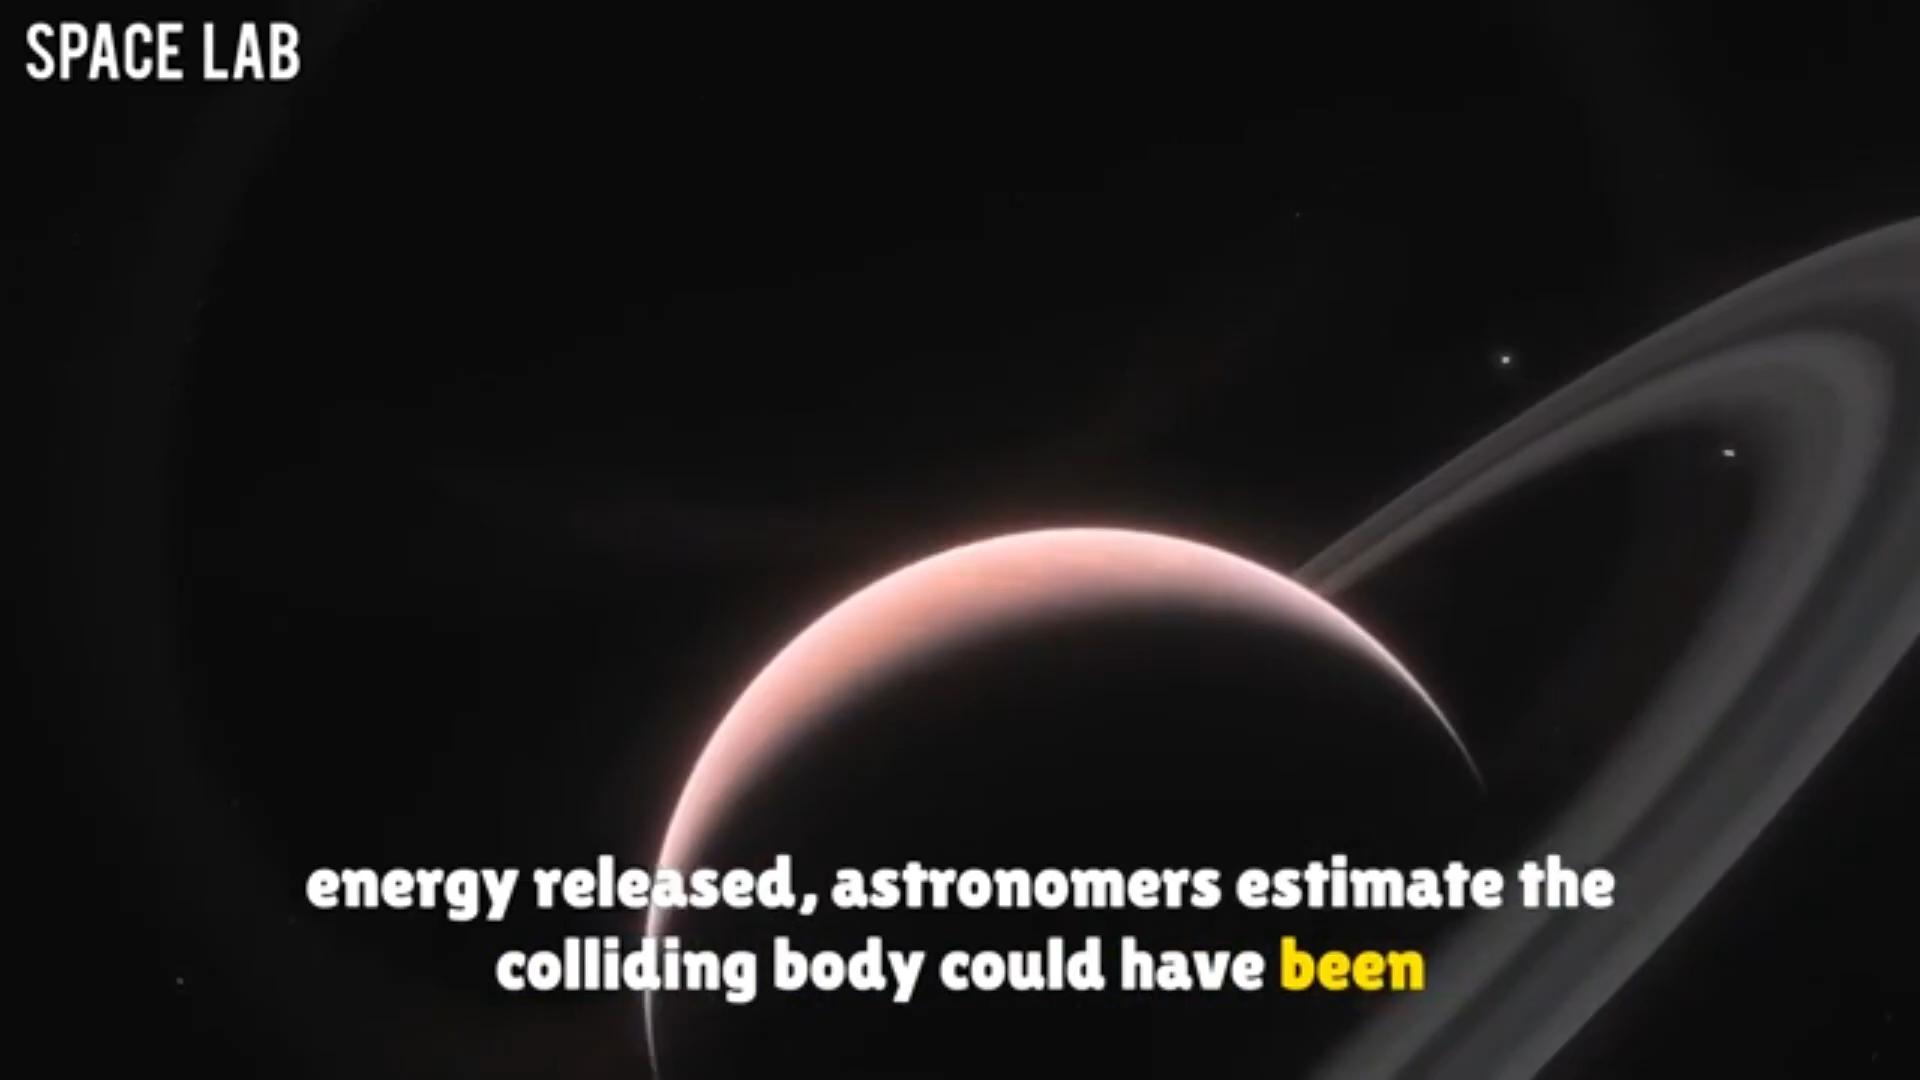 SPACE LAB
energy released, astronomers estimate the
colliding body could have been